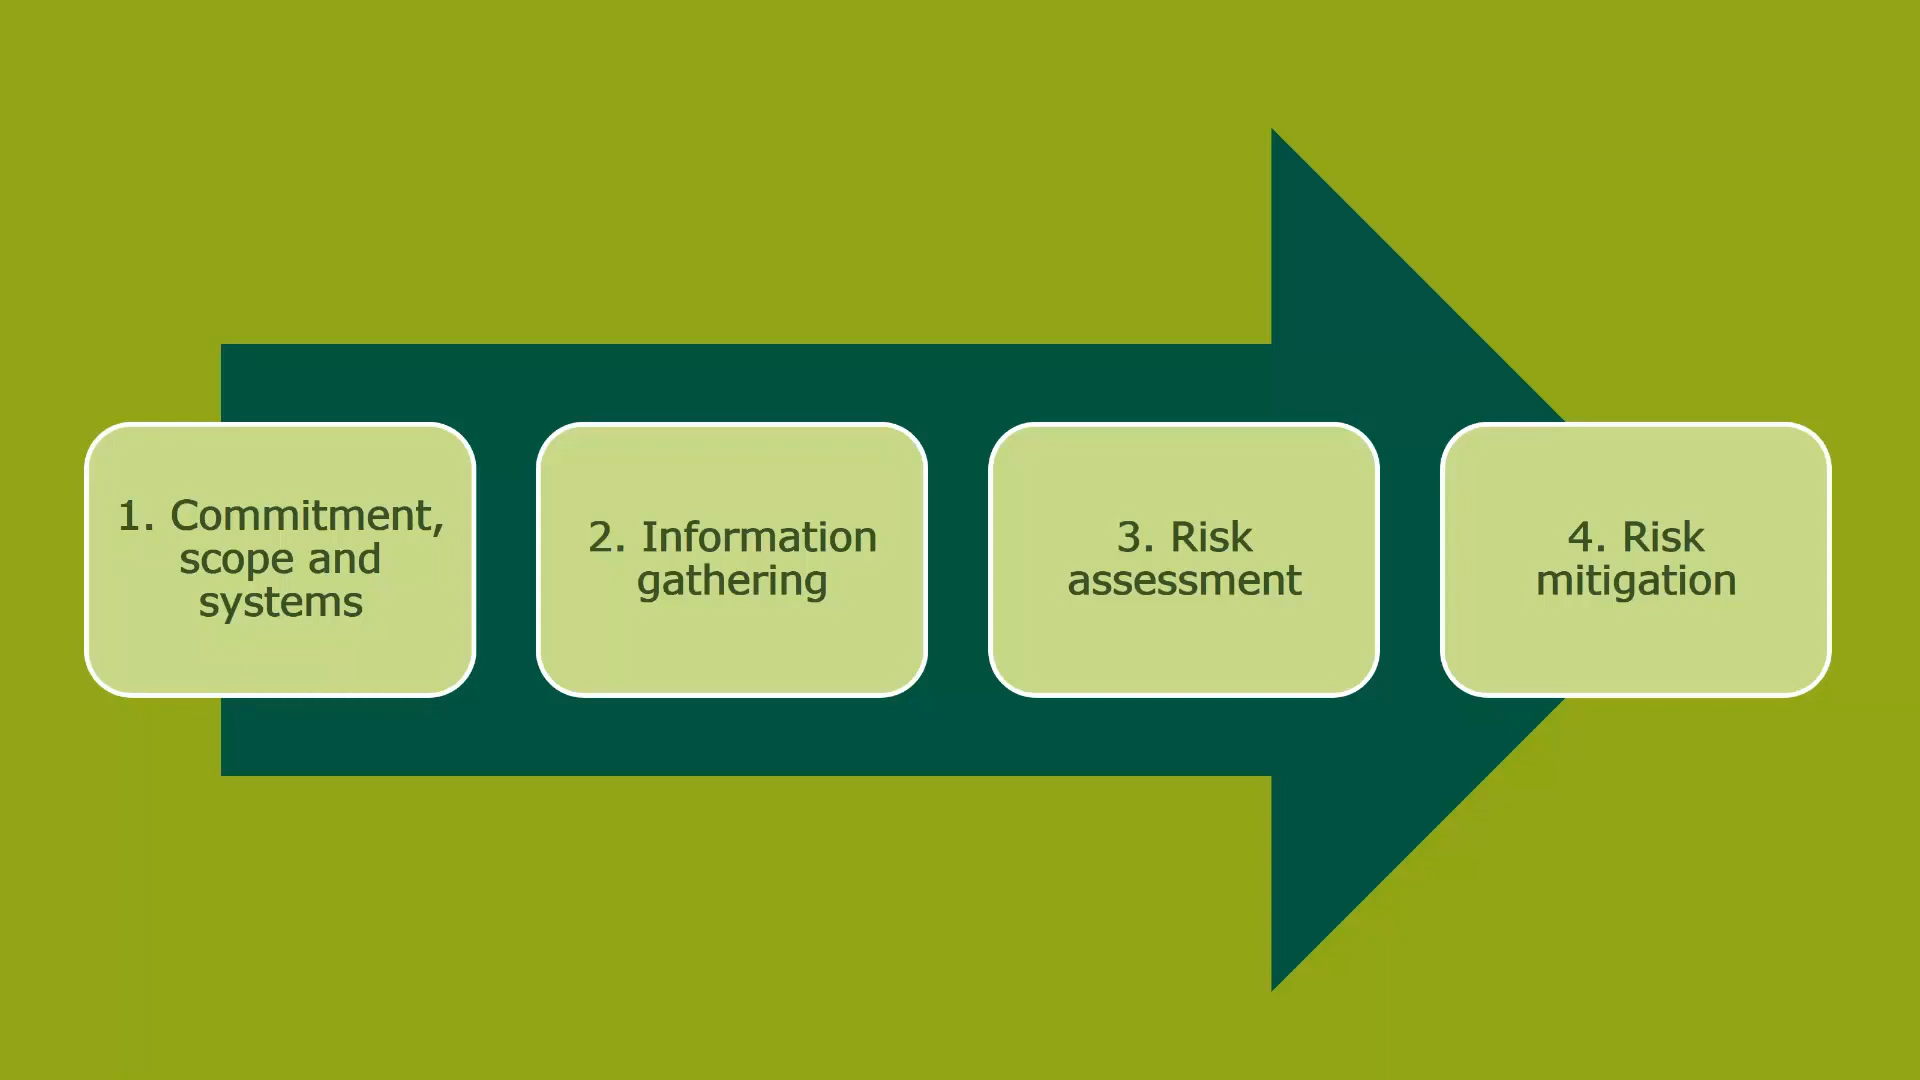 1. Commitment,
scope and
systems
2. Information
gathering
3. Risk
assessment
4. Risk
mitigation